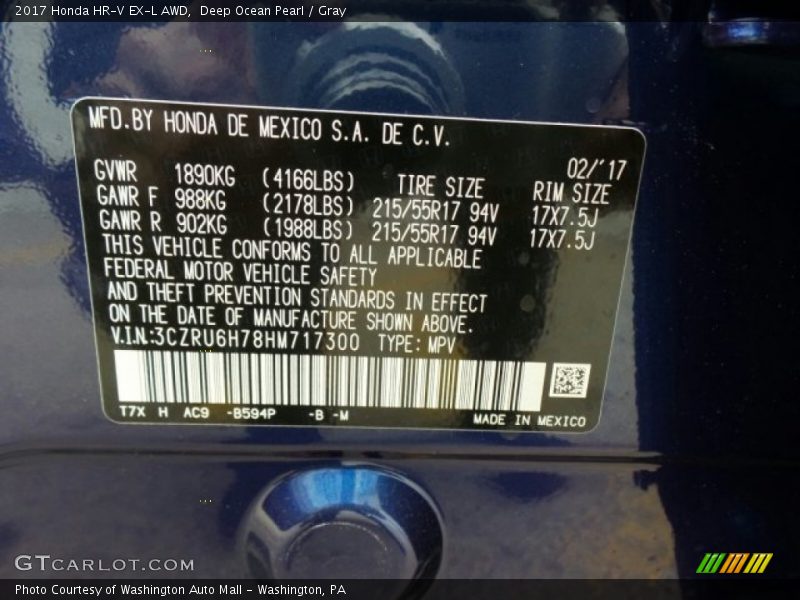 2017 Honda HR-V EX-L AWD, Deep Ocean Pearl / Gray
MFD.BY HONDA DE MEXICO S.A. DE C.V.
02/'17
GVWR 1890KG (4166LBS) TIRE SIZE RIM SIZE
GAWR F 988KG (2178LBS) 215/55R17 94V 17X7.5J
GAWR R 902KG (1988LBS) 215/55R17 94V 17X7.5J
THIS VEHICLE CONFORMS TO ALL APPLICABLE
FEDERAL MOTOR VEHICLE SAFETY
AND THEFT PREVENTION STANDARDS IN EFFECT
ON THE DATE OF MANUFACTURE SHOWN ABOVE.
V.I.N:3CZRU6H78HM717300 TYPE: MPV
T7X H AC9 -B594P -B -M MADE IN MEXICO
GTCARLOT.COM
Photo Courtesy of Washington Auto Mall - Washington, PA